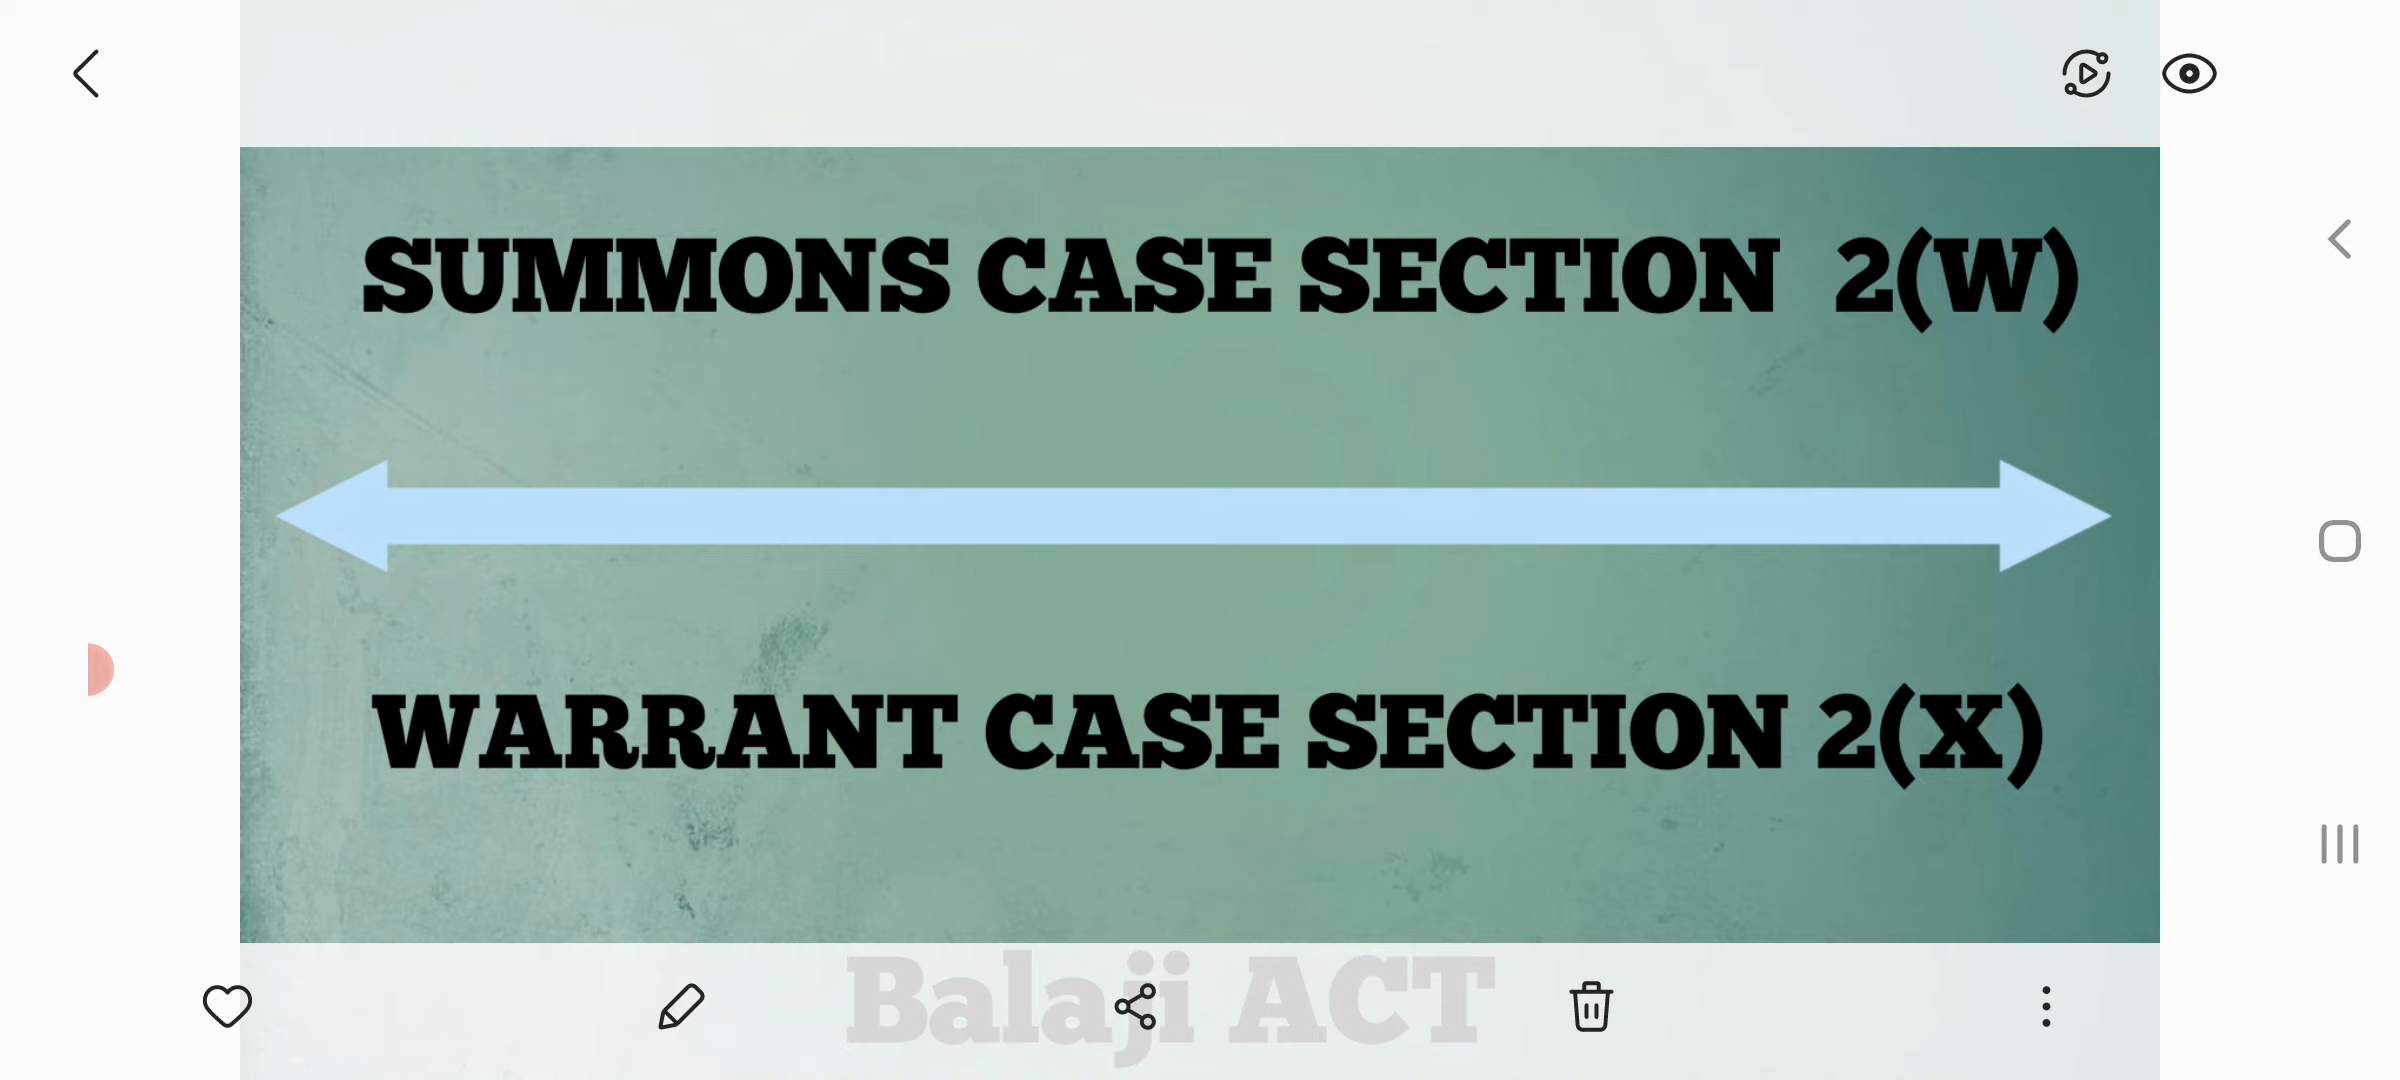 SUMMONS CASE SECTION 2(W)
WARRANT CASE SECTION 2(X)
Balaji ACT